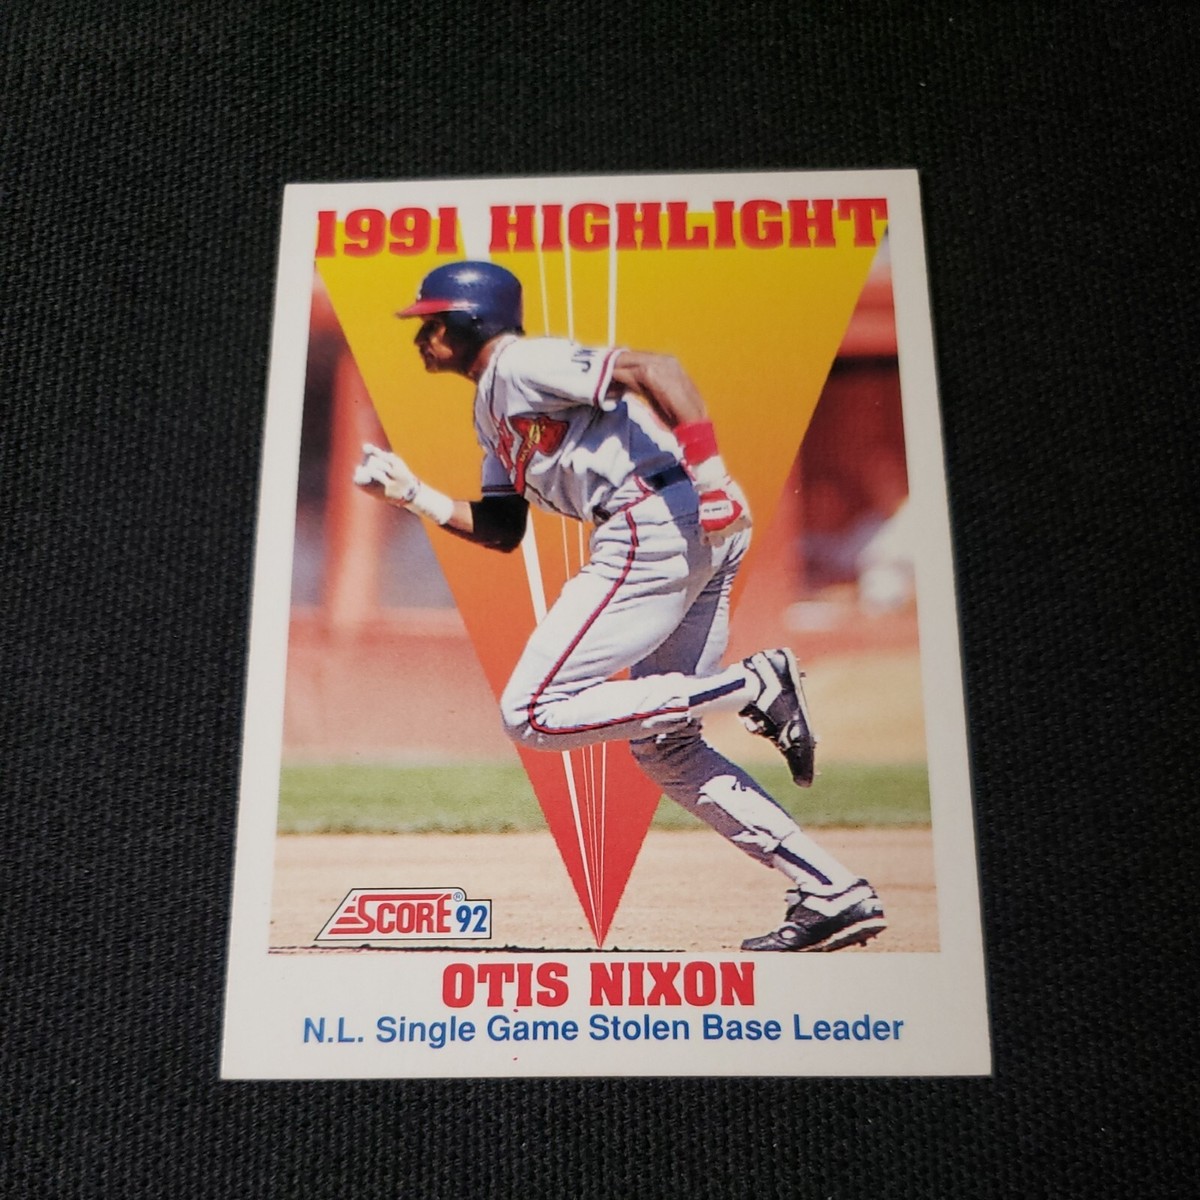 1991 HIGHLIGHT
SCORE® 92
OTIS NIXON
N.L. Single Game Stolen Base Leader